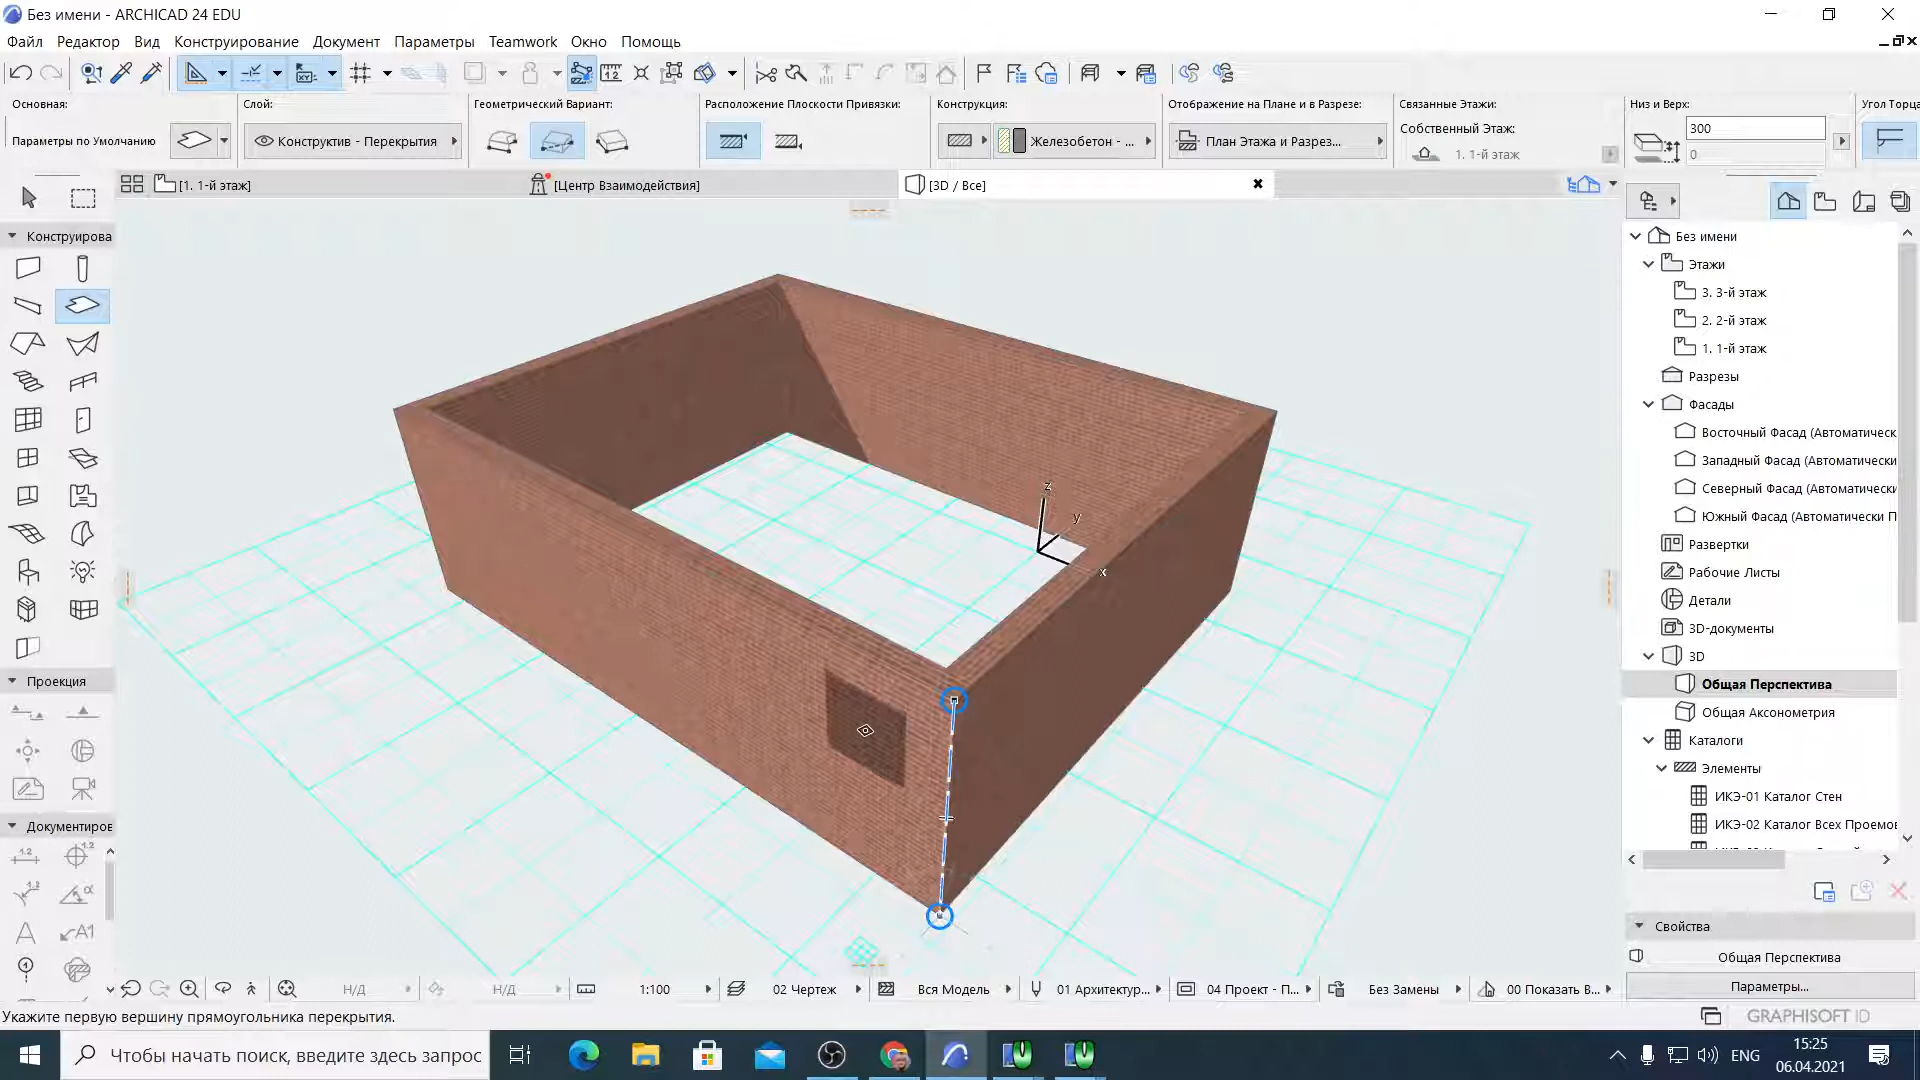 Без имени - ARCHICAD 24 EDU
Файл Редактор Вид Конструирование Документ Параметры Teamwork Окно Помощь
Основная:
Слой:
Геометрический Вариант:
Расположение Плоскости Привязки:
Конструкция:
Отображение на Плане и в Разрезе:
Связанные Этажи:
Низ и Верх:
Угол Торца
Параметры по Умолчанию
Конструктив - Перекрытия
Железобетон - ...
План Этажа и Разрез...
Собственный Этаж:
1. 1-й этаж
300
0
[1. 1-й этаж]
[Центр Взаимодействия]
[3D / Все]
Конструирова
Проекция
Документиров
z
y
x
Без имени
Этажи
3. 3-й этаж
2. 2-й этаж
1. 1-й этаж
Разрезы
Фасады
Восточный Фасад (Автоматическ
Западный Фасад (Автоматически
Северный Фасад (Автоматически
Южный Фасад (Автоматически П
Развертки
Рабочие Листы
Детали
3D-документы
3D
Общая Перспектива
Общая Аксонометрия
Каталоги
Элементы
ИКЭ-01 Каталог Стен
ИКЭ-02 Каталог Всех Проемов
Свойства
Общая Перспектива
Параметры...
Н/Д
Н/Д
1:100
02 Чертеж
Вся Модель
01 Архитектур...
04 Проект - П...
Без Замены
00 Показать В...
Укажите первую вершину прямоугольника перекрытия.
GRAPHISOFT ID
Чтобы начать поиск, введите здесь запрос
ENG
15:25
06.04.2021